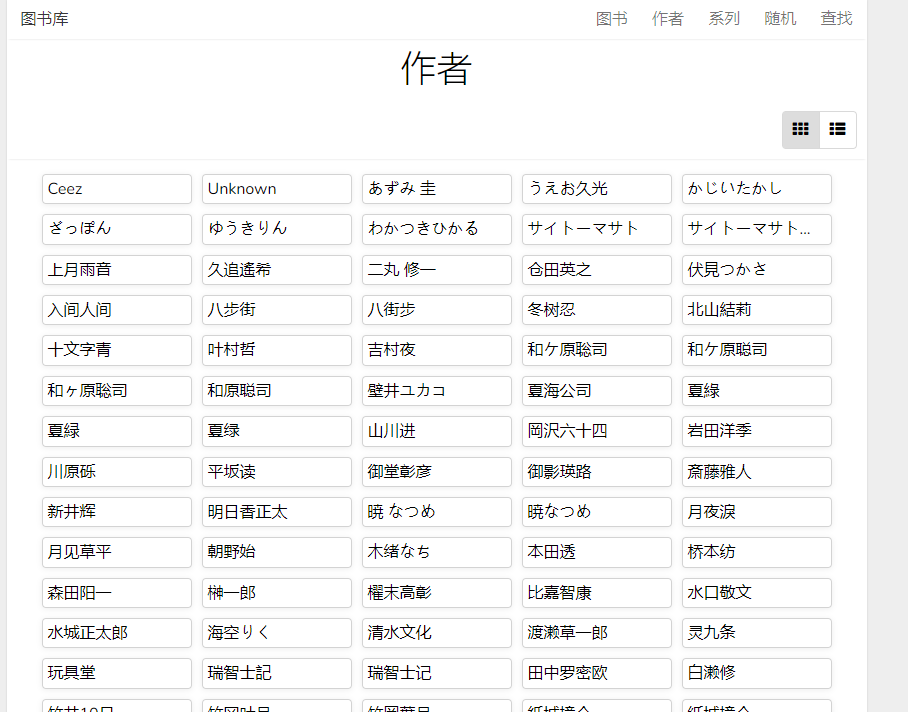 图书库 图书 作者 系列 随机 查找
作者
Ceez Unknown あずみ 圭 うえお久光 かじいたかし
ざっぽん ゆうきりん わかつきひかる サイトーマサト サイトーマサト...
上月雨音 久追遙希 二丸 修一 仓田英之 伏見つかさ
入间人间 八步街 八街步 冬树忍 北山結莉
十文字青 叶村哲 吉村夜 和ケ原聡司 和ケ原聪司
和ヶ原聡司 和原聪司 壁井ユカコ 夏海公司 夏綠
夏緑 夏绿 山川进 岡沢六十四 岩田洋季
川原砾 平坂读 御堂彰彦 御影瑛路 斎藤雅人
新井辉 明日香正太 暁 なつめ 暁なつめ 月夜淚
月见草平 朝野始 木緒なち 本田透 桥本纺
森田阳一 榊一郎 櫂末高彰 比嘉智康 水口敬文
水城正太郎 海空りく 清水文化 渡濑草一郎 灵九条
玩具堂 瑞智士記 瑞智士记 田中罗密欧 白濑修